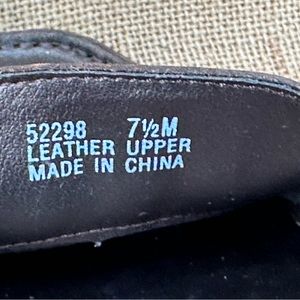 52298 7½M
LEATHER UPPER
MADE IN CHINA